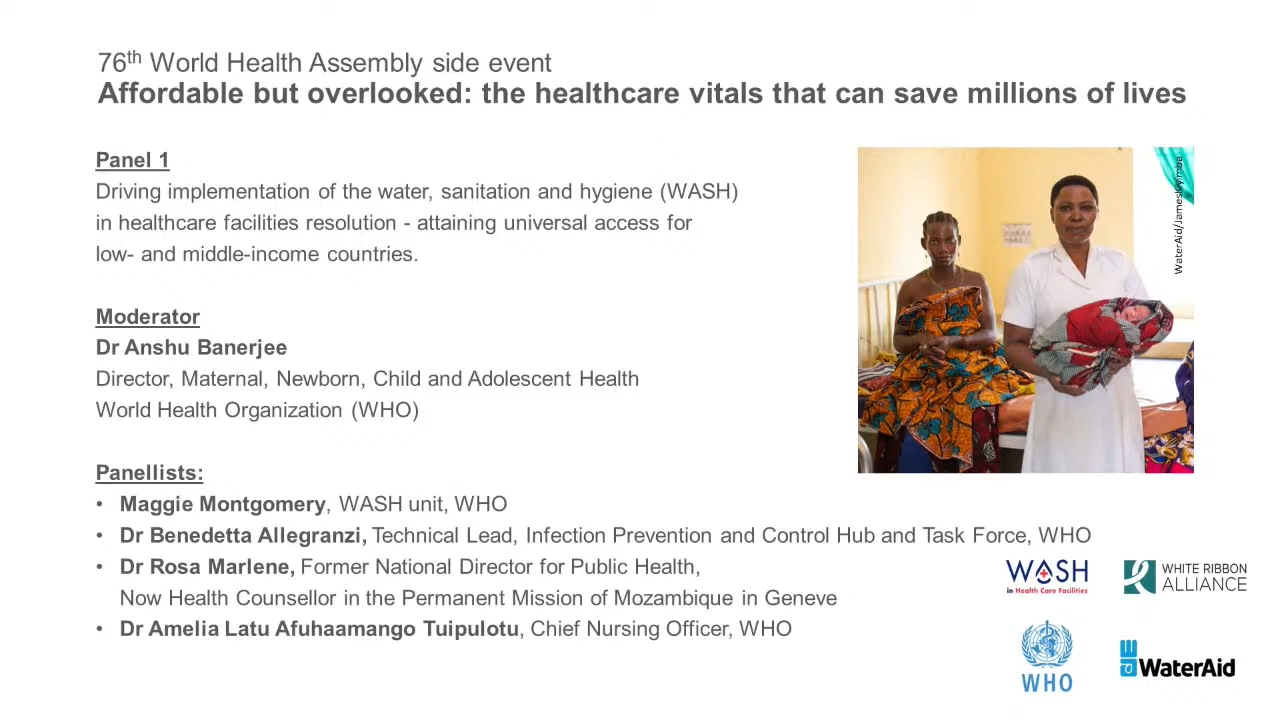 76th World Health Assembly side event
Affordable but overlooked: the healthcare vitals that can save millions of lives
Panel 1
Driving implementation of the water, sanitation and hygiene (WASH)
in healthcare facilities resolution - attaining universal access for
low- and middle-income countries.
Moderator
Dr Anshu Banerjee
Director, Maternal, Newborn, Child and Adolescent Health
World Health Organization (WHO)
Panellists:
• Maggie Montgomery, WASH unit, WHO
• Dr Benedetta Allegranzi, Technical Lead, Infection Prevention and Control Hub and Task Force, WHO
• Dr Rosa Marlene, Former National Director for Public Health,
Now Health Counsellor in the Permanent Mission of Mozambique in Geneve
• Dr Amelia Latu Afuhaamango Tuipulotu, Chief Nursing Officer, WHO
WaterAid/James
WASH
in Health Care Facilities
WHITE RIBBON
ALLIANCE
WHO
WaterAid